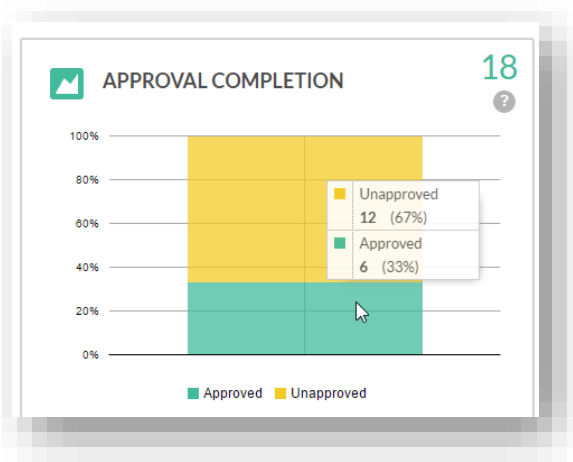 APPROVAL COMPLETION
18
?
100%
80%
60%
40%
20%
0%
Unapproved
12 (67%)
Approved
6 (33%)
Approved Unapproved